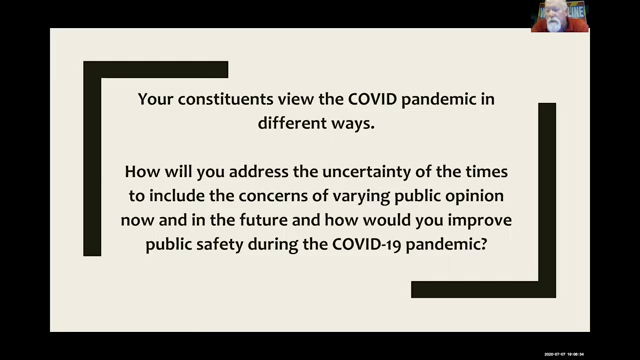 LINE
Your constituents view the COVID pandemic in
different ways.
How will you address the uncertainty of the times
to include the concerns of varying public opinion
now and in the future and how would you improve
public safety during the COVID-19 pandemic?